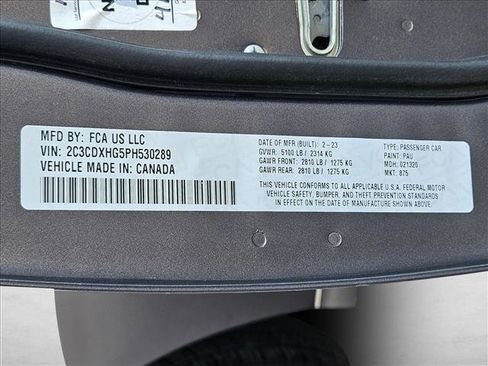 MFD BY: FCA US LLC
VIN: 2C3CDXHG5PH530289
VEHICLE MADE IN: CANADA
DATE OF MFR (BUILT): 2-23
GVWR: 5100 LB / 2314 KG
GAWR FRONT: 2810 LB / 1275 KG
GAWR REAR: 2810 LB / 1275 KG
TYPE: PASSENGER CAR
PAINT: PAU
MDH: 021320
MKT: 875
THIS VEHICLE CONFORMS TO ALL APPLICABLE U.S.A. FEDERAL MOTOR
VEHICLE SAFETY, BUMPER, AND THEFT PREVENTION STANDARDS
IN EFFECT ON THE DATE OF MANUFACTURE SHOWN ABOVE.